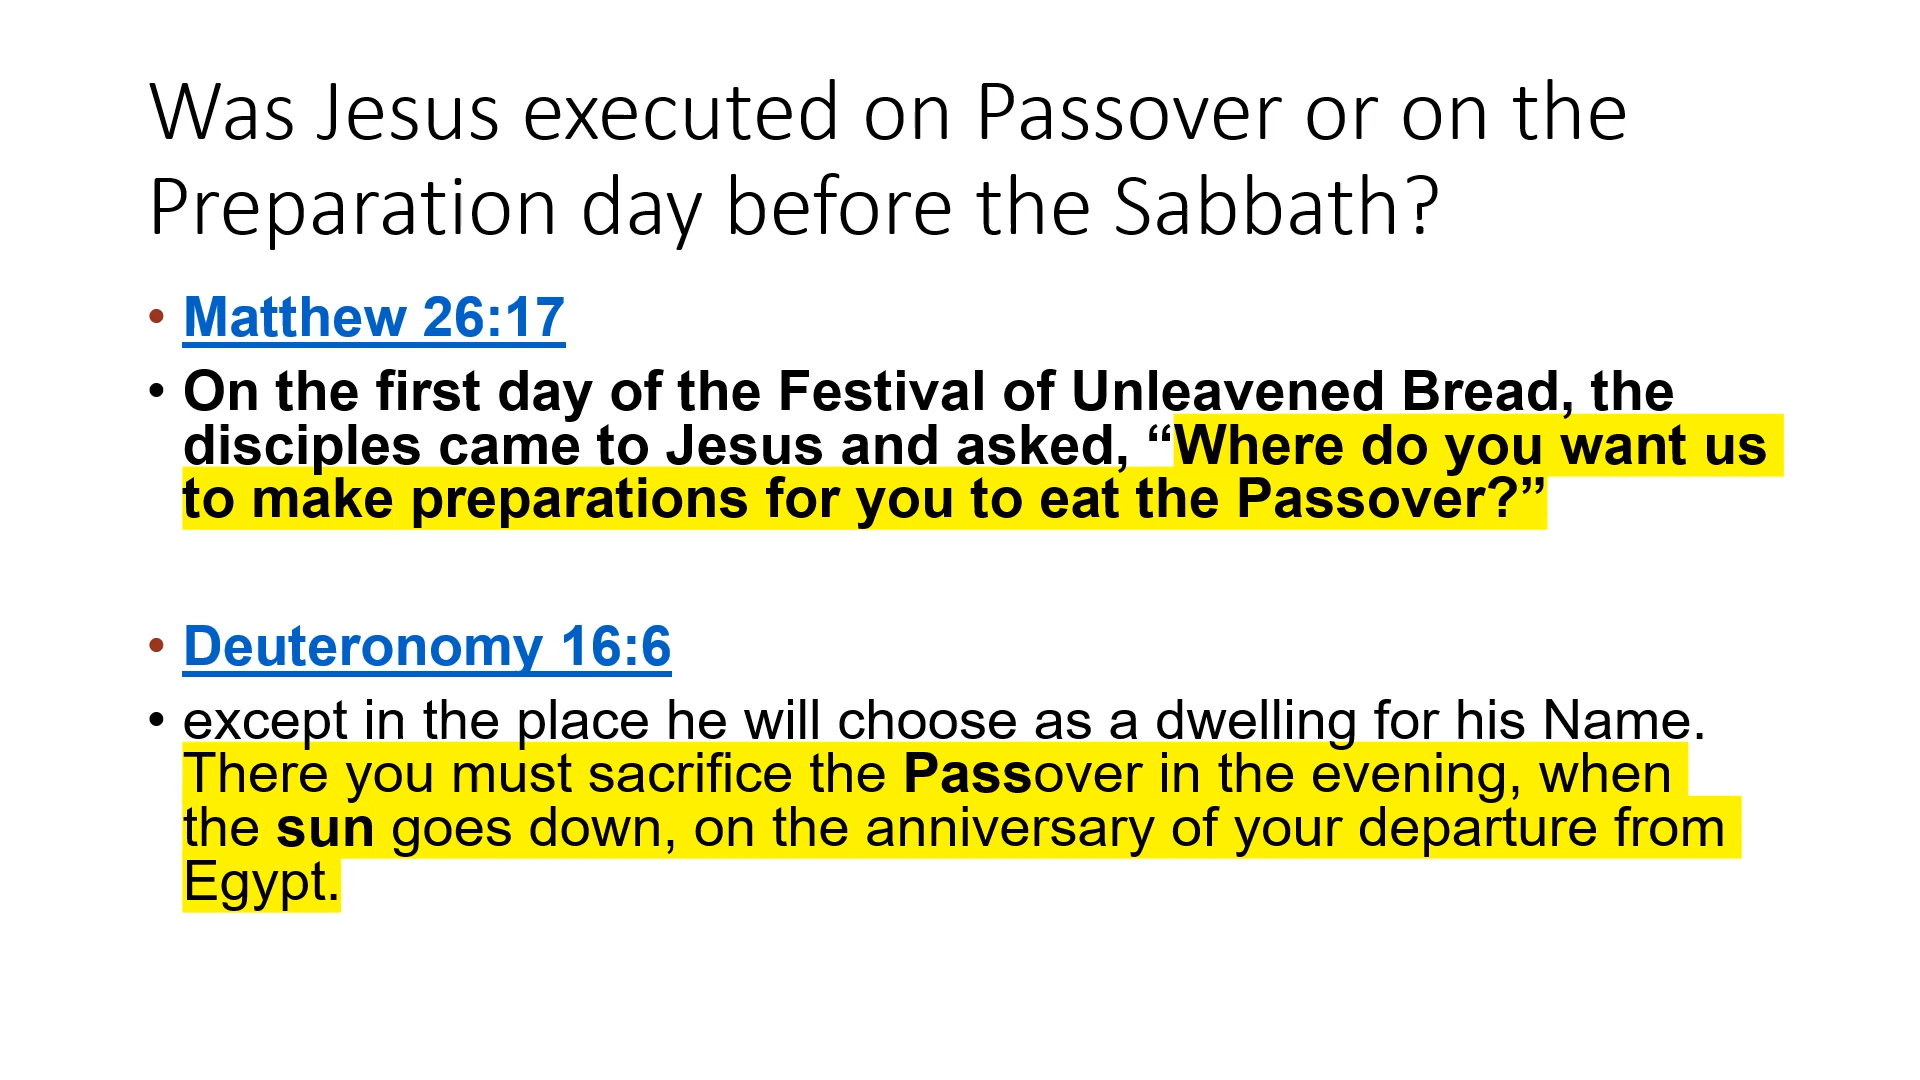 Was Jesus executed on Passover or on the
Preparation day before the Sabbath?
• Matthew 26:17
• On the first day of the Festival of Unleavened Bread, the
disciples came to Jesus and asked, “Where do you want us
to make preparations for you to eat the Passover?”
• Deuteronomy 16:6
• except in the place he will choose as a dwelling for his Name.
There you must sacrifice the Passover in the evening, when
the sun goes down, on the anniversary of your departure from
Egypt.